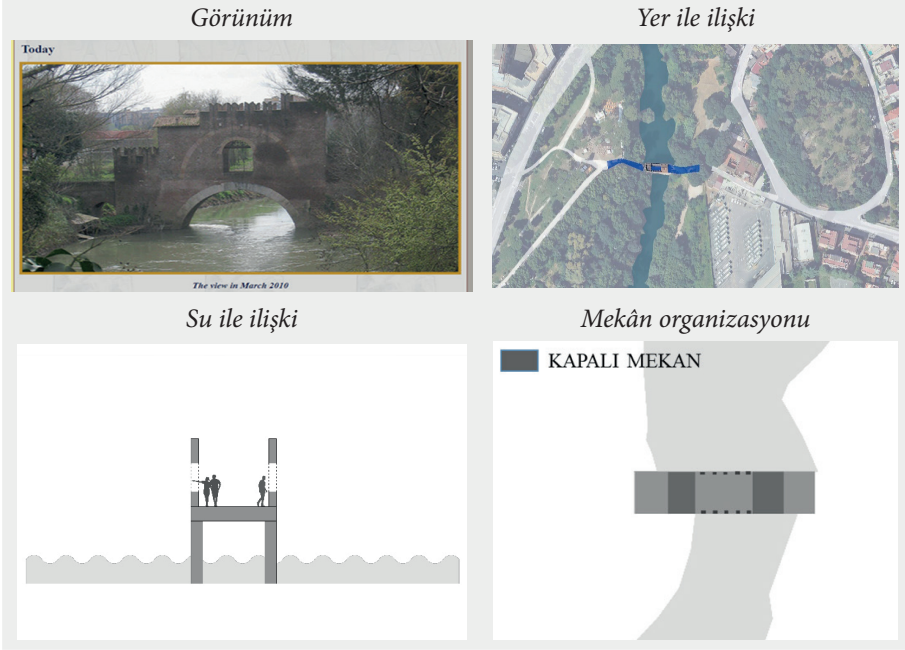 Görünüm
Yer ile ilişki
Today
The view in March 2010
Su ile ilişki
Mekân organizasyonu
KAPALI MEKAN